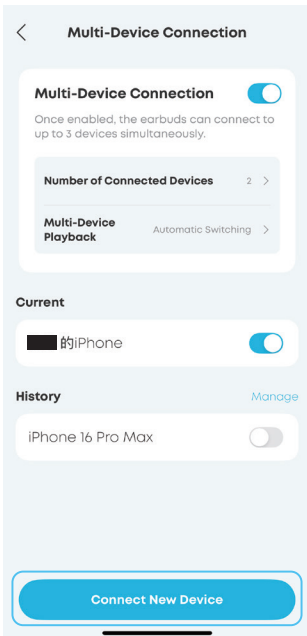 Multi-Device Connection
Multi-Device Connection
Once enabled, the earbuds can connect to
up to 3 devices simultaneously.
Number of Connected Devices 2 >
Multi-Device
Playback
Automatic Switching >
Current
的iPhone
History Manage
iPhone 16 Pro Max
Connect New Device